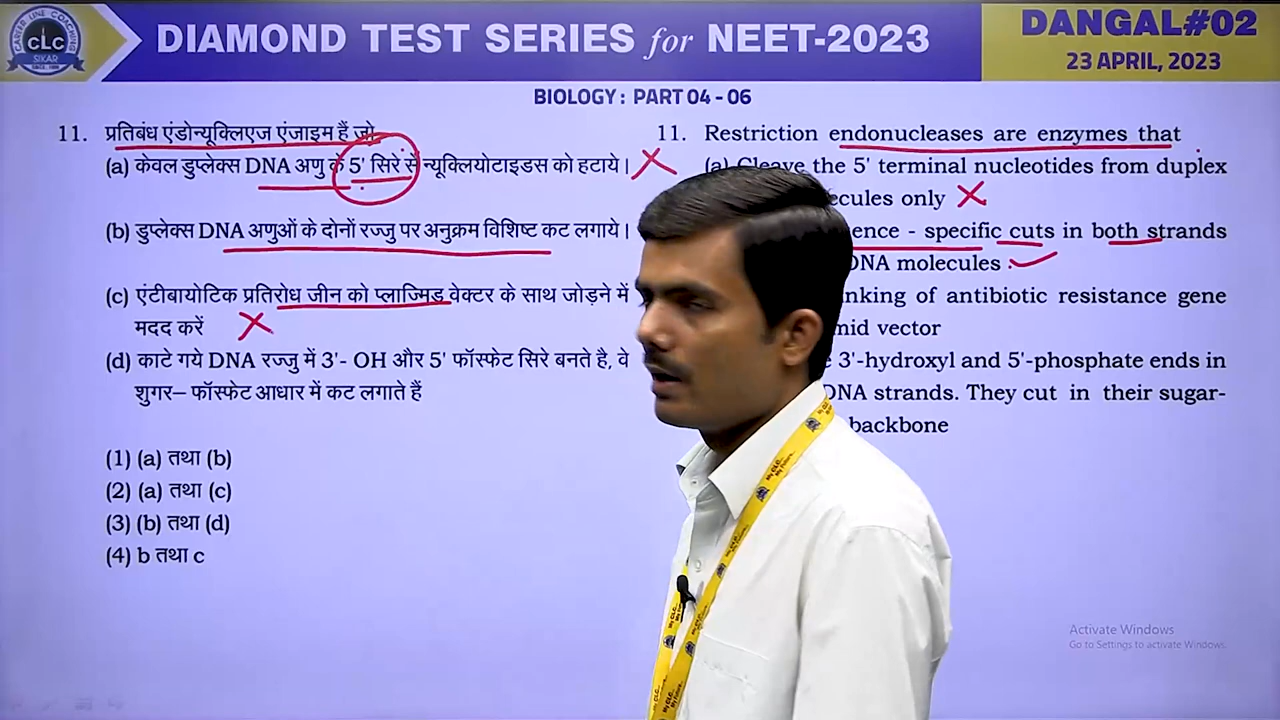 CAREER LINE COACHING
CLC
SIKAR
DIAMOND TEST SERIES for NEET-2023
DANGAL#02
23 APRIL, 2023
BIOLOGY : PART 04 - 06
11. प्रतिबंध एंडोन्यूक्लिएज एंजाइम हैं जो
(a) केवल डुप्लेक्स DNA अणु के 5' सिरे से न्यूक्लियोटाइडस को हटाये।
(b) डुप्लेक्स DNA अणुओं के दोनों रज्जु पर अनुक्रम विशिष्ट कट लगाये।
(c) एंटीबायोटिक प्रतिरोध जीन को प्लाज्मिड वेक्टर के साथ जोड़ने में
मदद करें
(d) काटे गये DNA रज्जु में 3'- OH और 5' फॉस्फेट सिरे बनते है, वे
शुगर– फॉस्फेट आधार में कट लगाते हैं
(1) (a) तथा (b)
(2) (a) तथा (c)
(3) (b) तथा (d)
(4) b तथा c
11. Restriction endonucleases are enzymes that
(a) Cleave the 5' terminal nucleotides from duplex
ecules only
ence - specific cuts in both strands
DNA molecules .
nking of antibiotic resistance gene
mid vector
3'-hydroxyl and 5'-phosphate ends in
DNA strands. They cut in their sugar-
backbone
Activate Windows
Go to Settings to activate Windows.